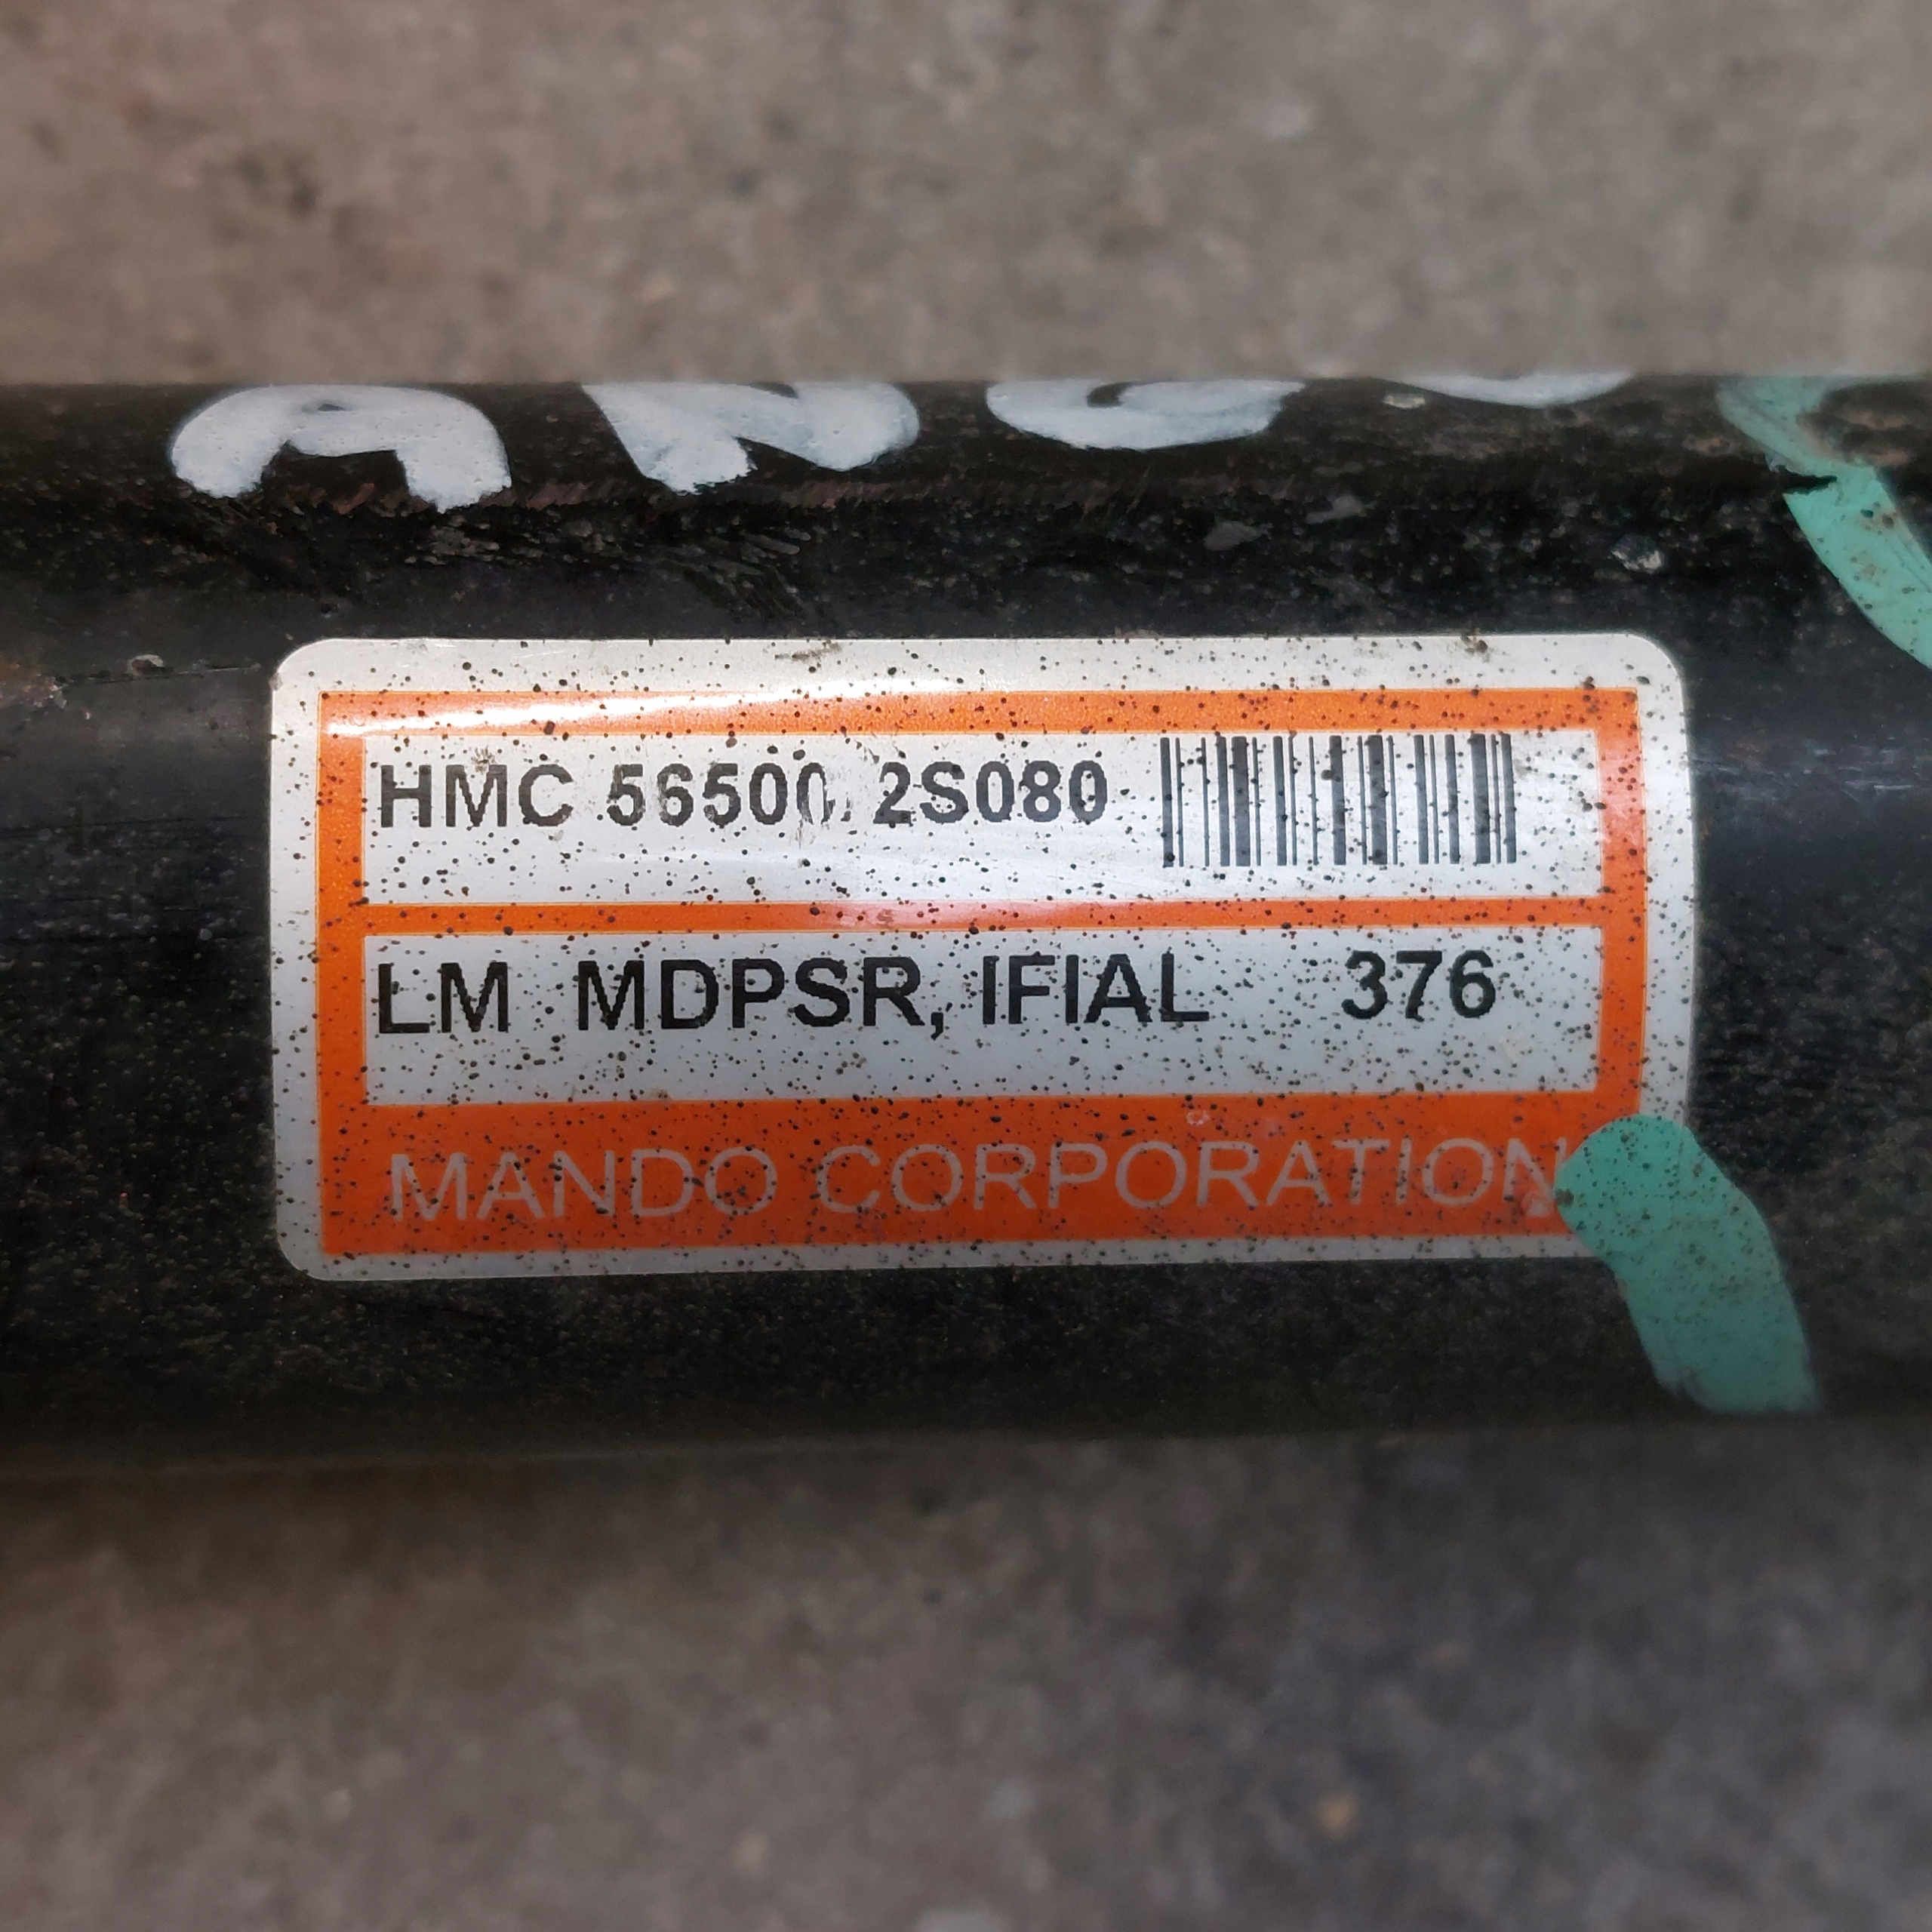 HMC 56500 2S080
LM MDPSR, IFIAL 376
MANDO CORPORATION